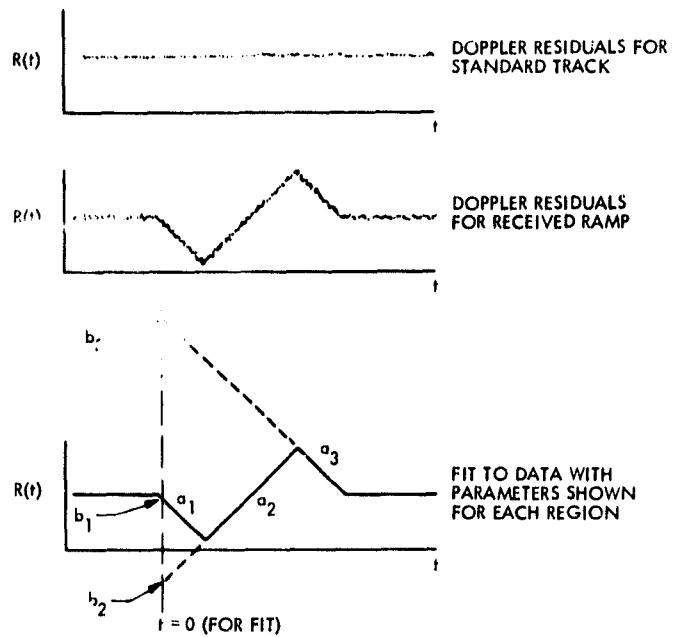 R(t)
DOPPLER RESIDUALS FOR
STANDARD TRACK
t
R(t)
DOPPLER RESIDUALS
FOR RECEIVED RAMP
t
b
a3
R(t)
a1
a2
FIT TO DATA WITH
PARAMETERS SHOWN
FOR EACH REGION
b1
t
b2
t = 0 (FOR FIT)